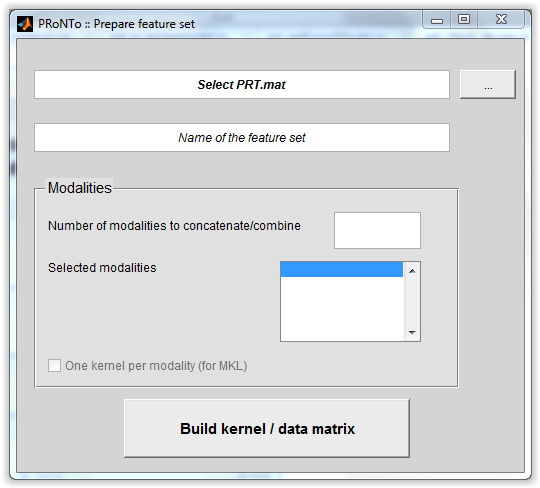 PRoNTo :: Prepare feature set
Select PRT.mat
...
Name of the feature set
Modalities
Number of modalities to concatenate/combine
Selected modalities
One kernel per modality (for MKL)
Build kernel / data matrix